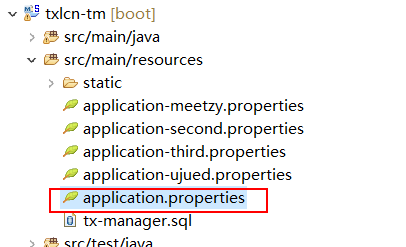 txlcn-tm [boot]
src/main/java
src/main/resources
static
application-meetzy.properties
application-second.properties
application-third.properties
application-ujued.properties
application.properties
tx-manager.sql
src/test/java